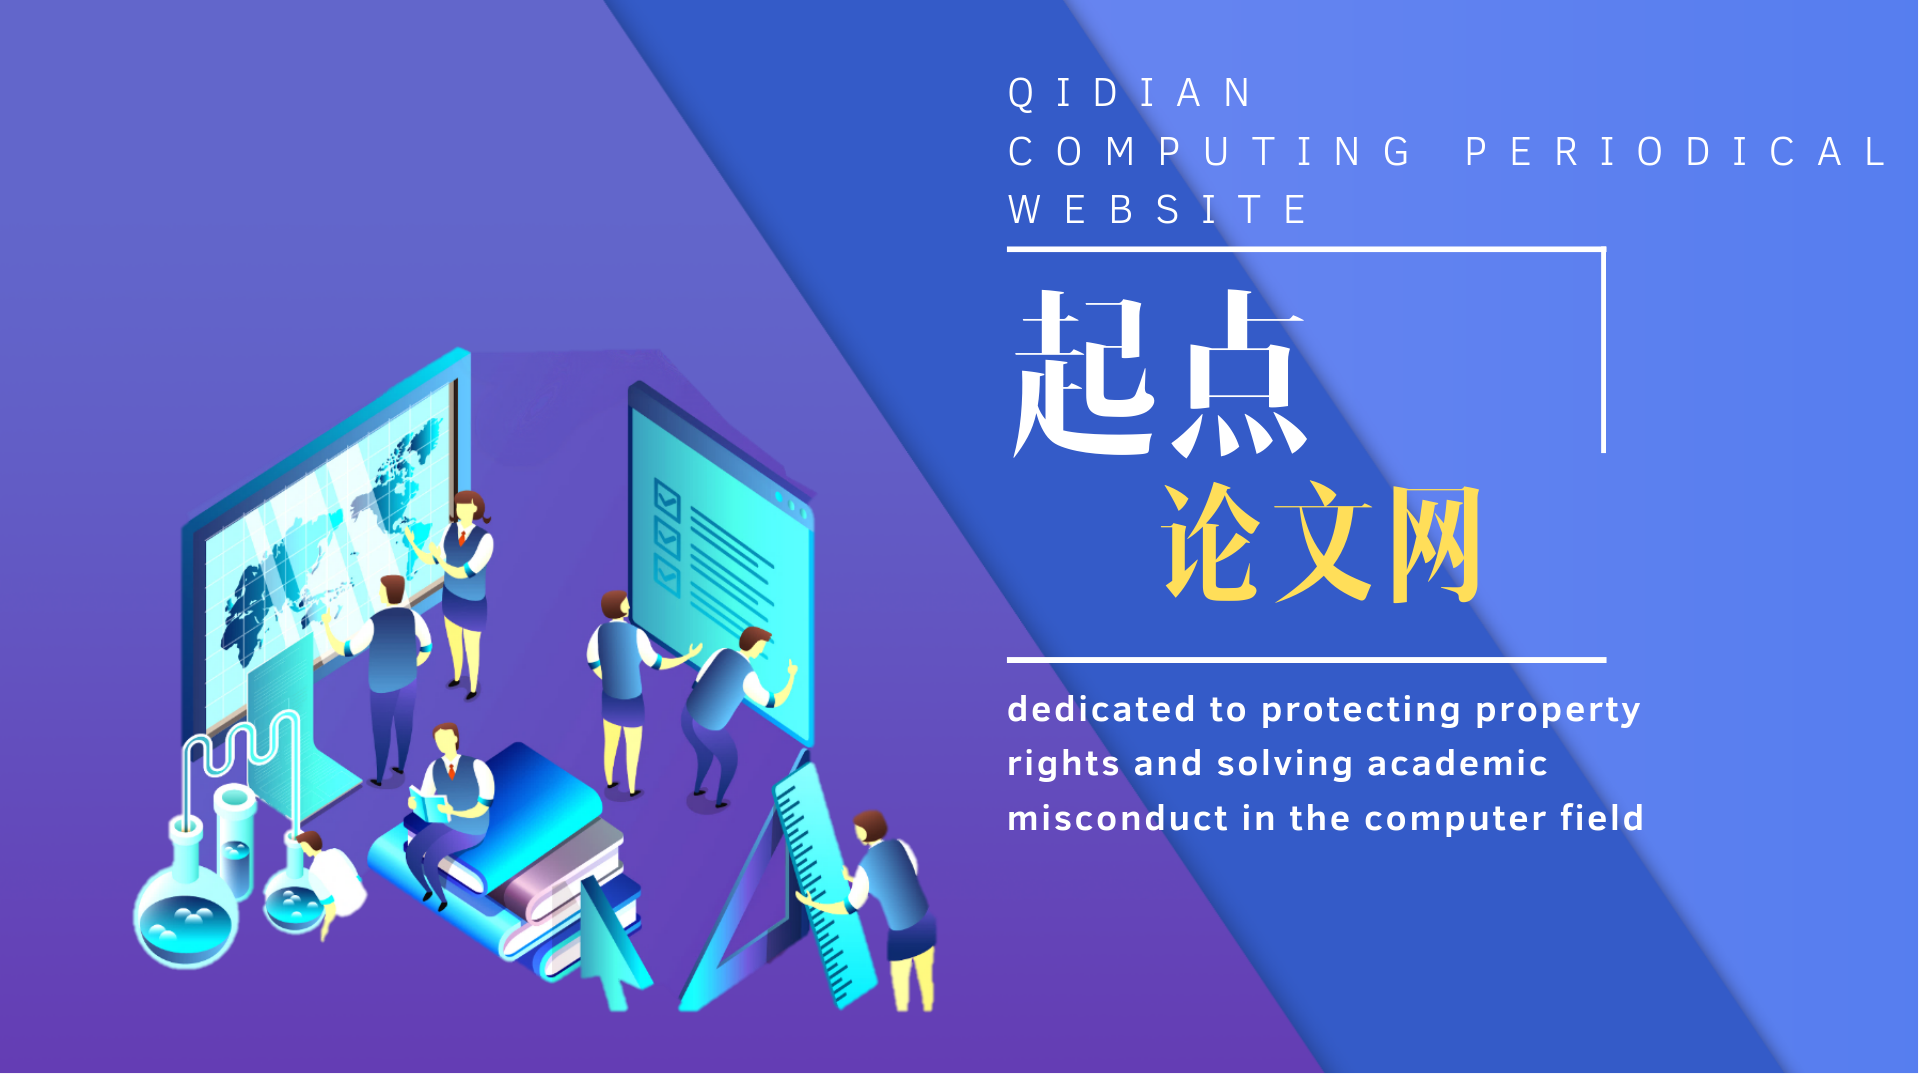 QIDIAN
COMPUTING PERIODICAL
WEBSITE
起点
论文网
dedicated to protecting property
rights and solving academic
misconduct in the computer field